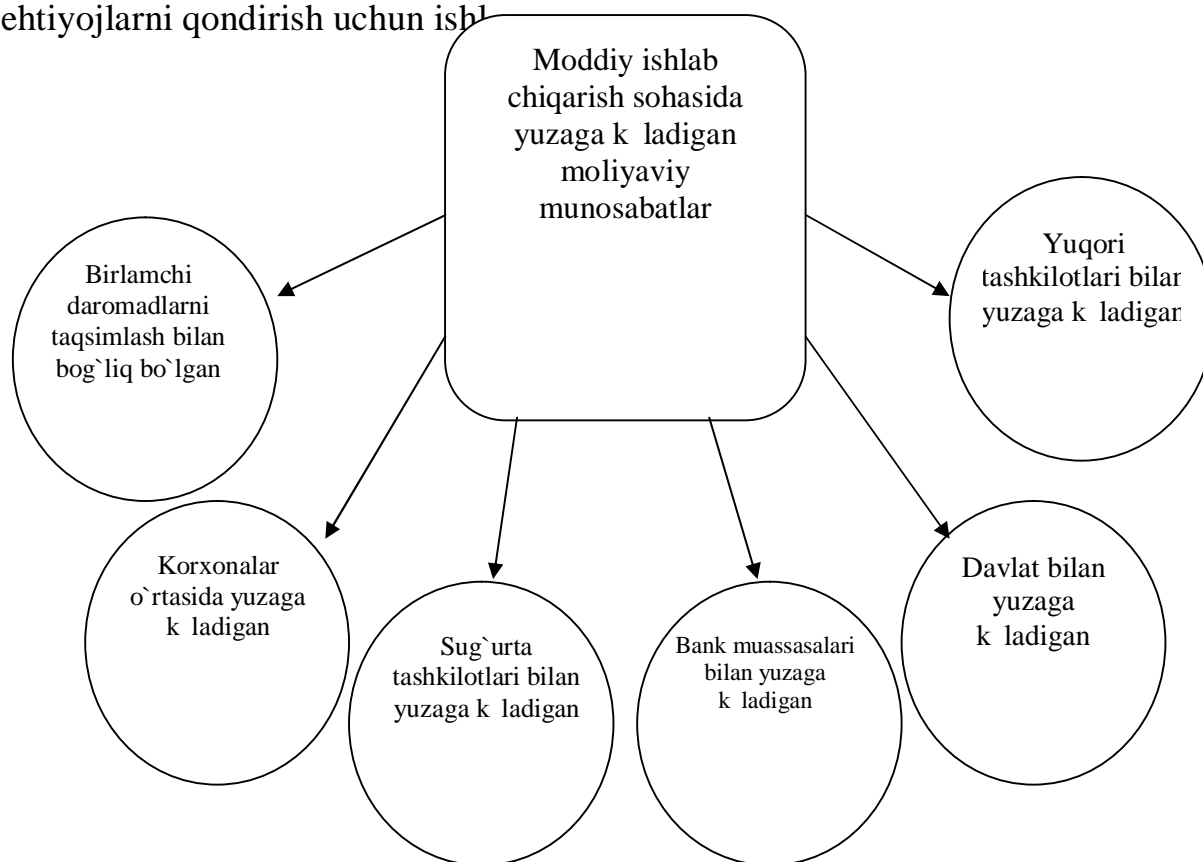 ehtiyojlarni qondirish uchun ishl
Moddiy ishlab
chiqarish sohasida
yuzaga k ladigan
moliyaviy
munosabatlar
Birlamchi
daromadlarni
taqsimlash bilan
bog`liq bo`lgan
Yuqori
tashkilotlari bilan
yuzaga k ladigan
Korxonalar
o`rtasida yuzaga
k ladigan
Sug`urta
tashkilotlari bilan
yuzaga k ladigan
Bank muassasalari
bilan yuzaga
k ladigan
Davlat bilan
yuzaga
k ladigan